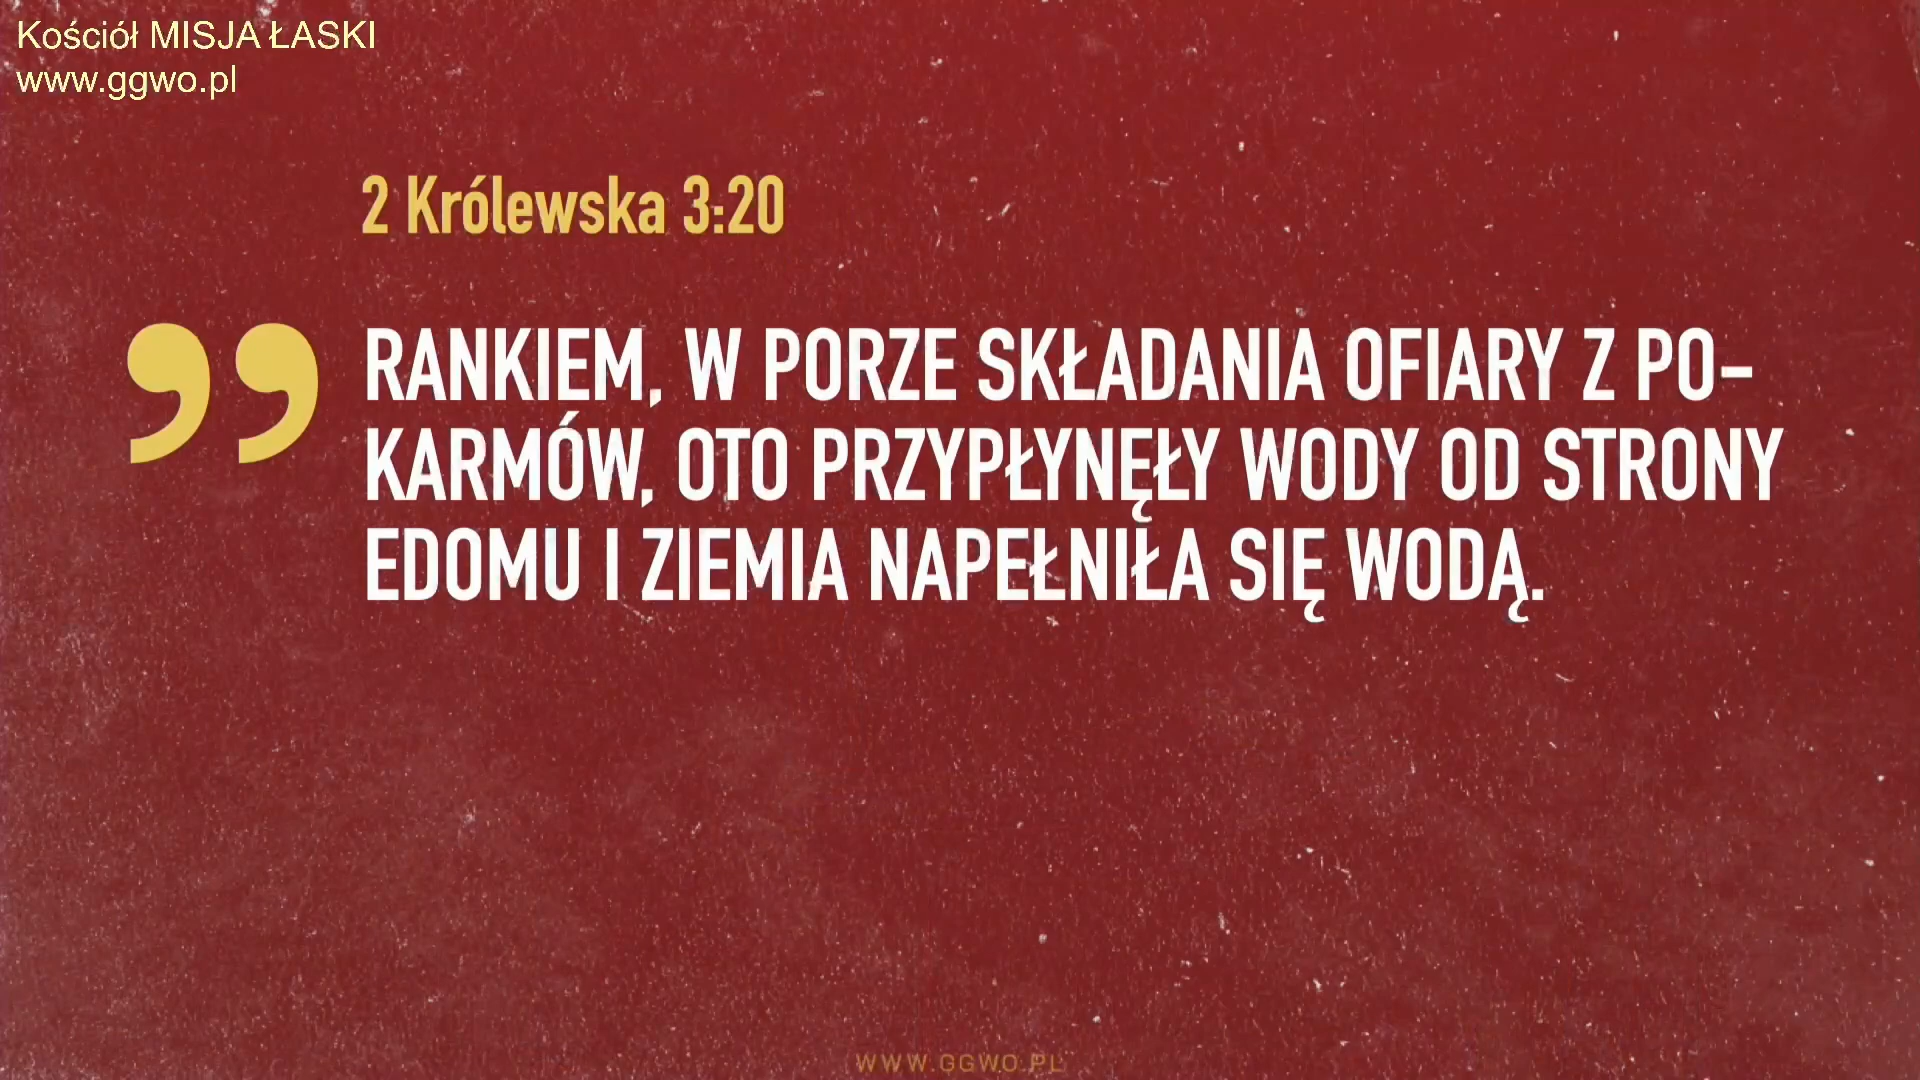 Kościół MISJA ŁASKI
www.ggwo.pl
2 Królewska 3:20
” RANKIEM, W PORZE SKŁADANIA OFIARY Z PO-
KARMÓW, OTO PRZYPŁYNĘŁY WODY OD STRONY
EDOMU I ZIEMIA NAPEŁNIŁA SIĘ WODĄ.
WWW.GGWO.PL